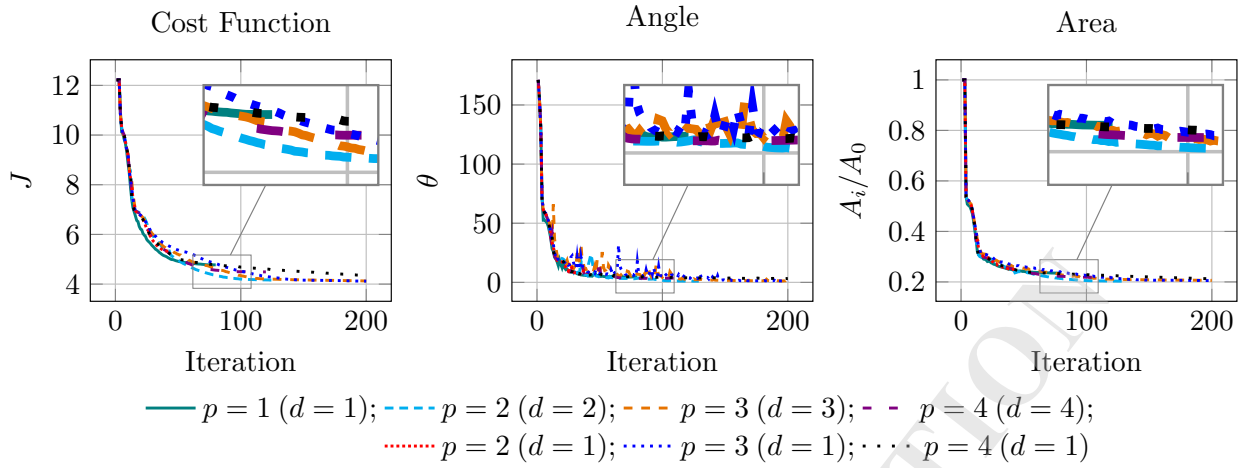 Cost Function
Angle
Area
12
10
8
6
4
J
0
100
200
Iteration
150
100
50
0
θ
0
100
200
Iteration
1
0.8
0.6
0.4
0.2
A_i/A_0
0
100
200
Iteration
p = 1 (d = 1); p = 2 (d = 2); p = 3 (d = 3); p = 4 (d = 4);
p = 2 (d = 1); p = 3 (d = 1); p = 4 (d = 1)
TION